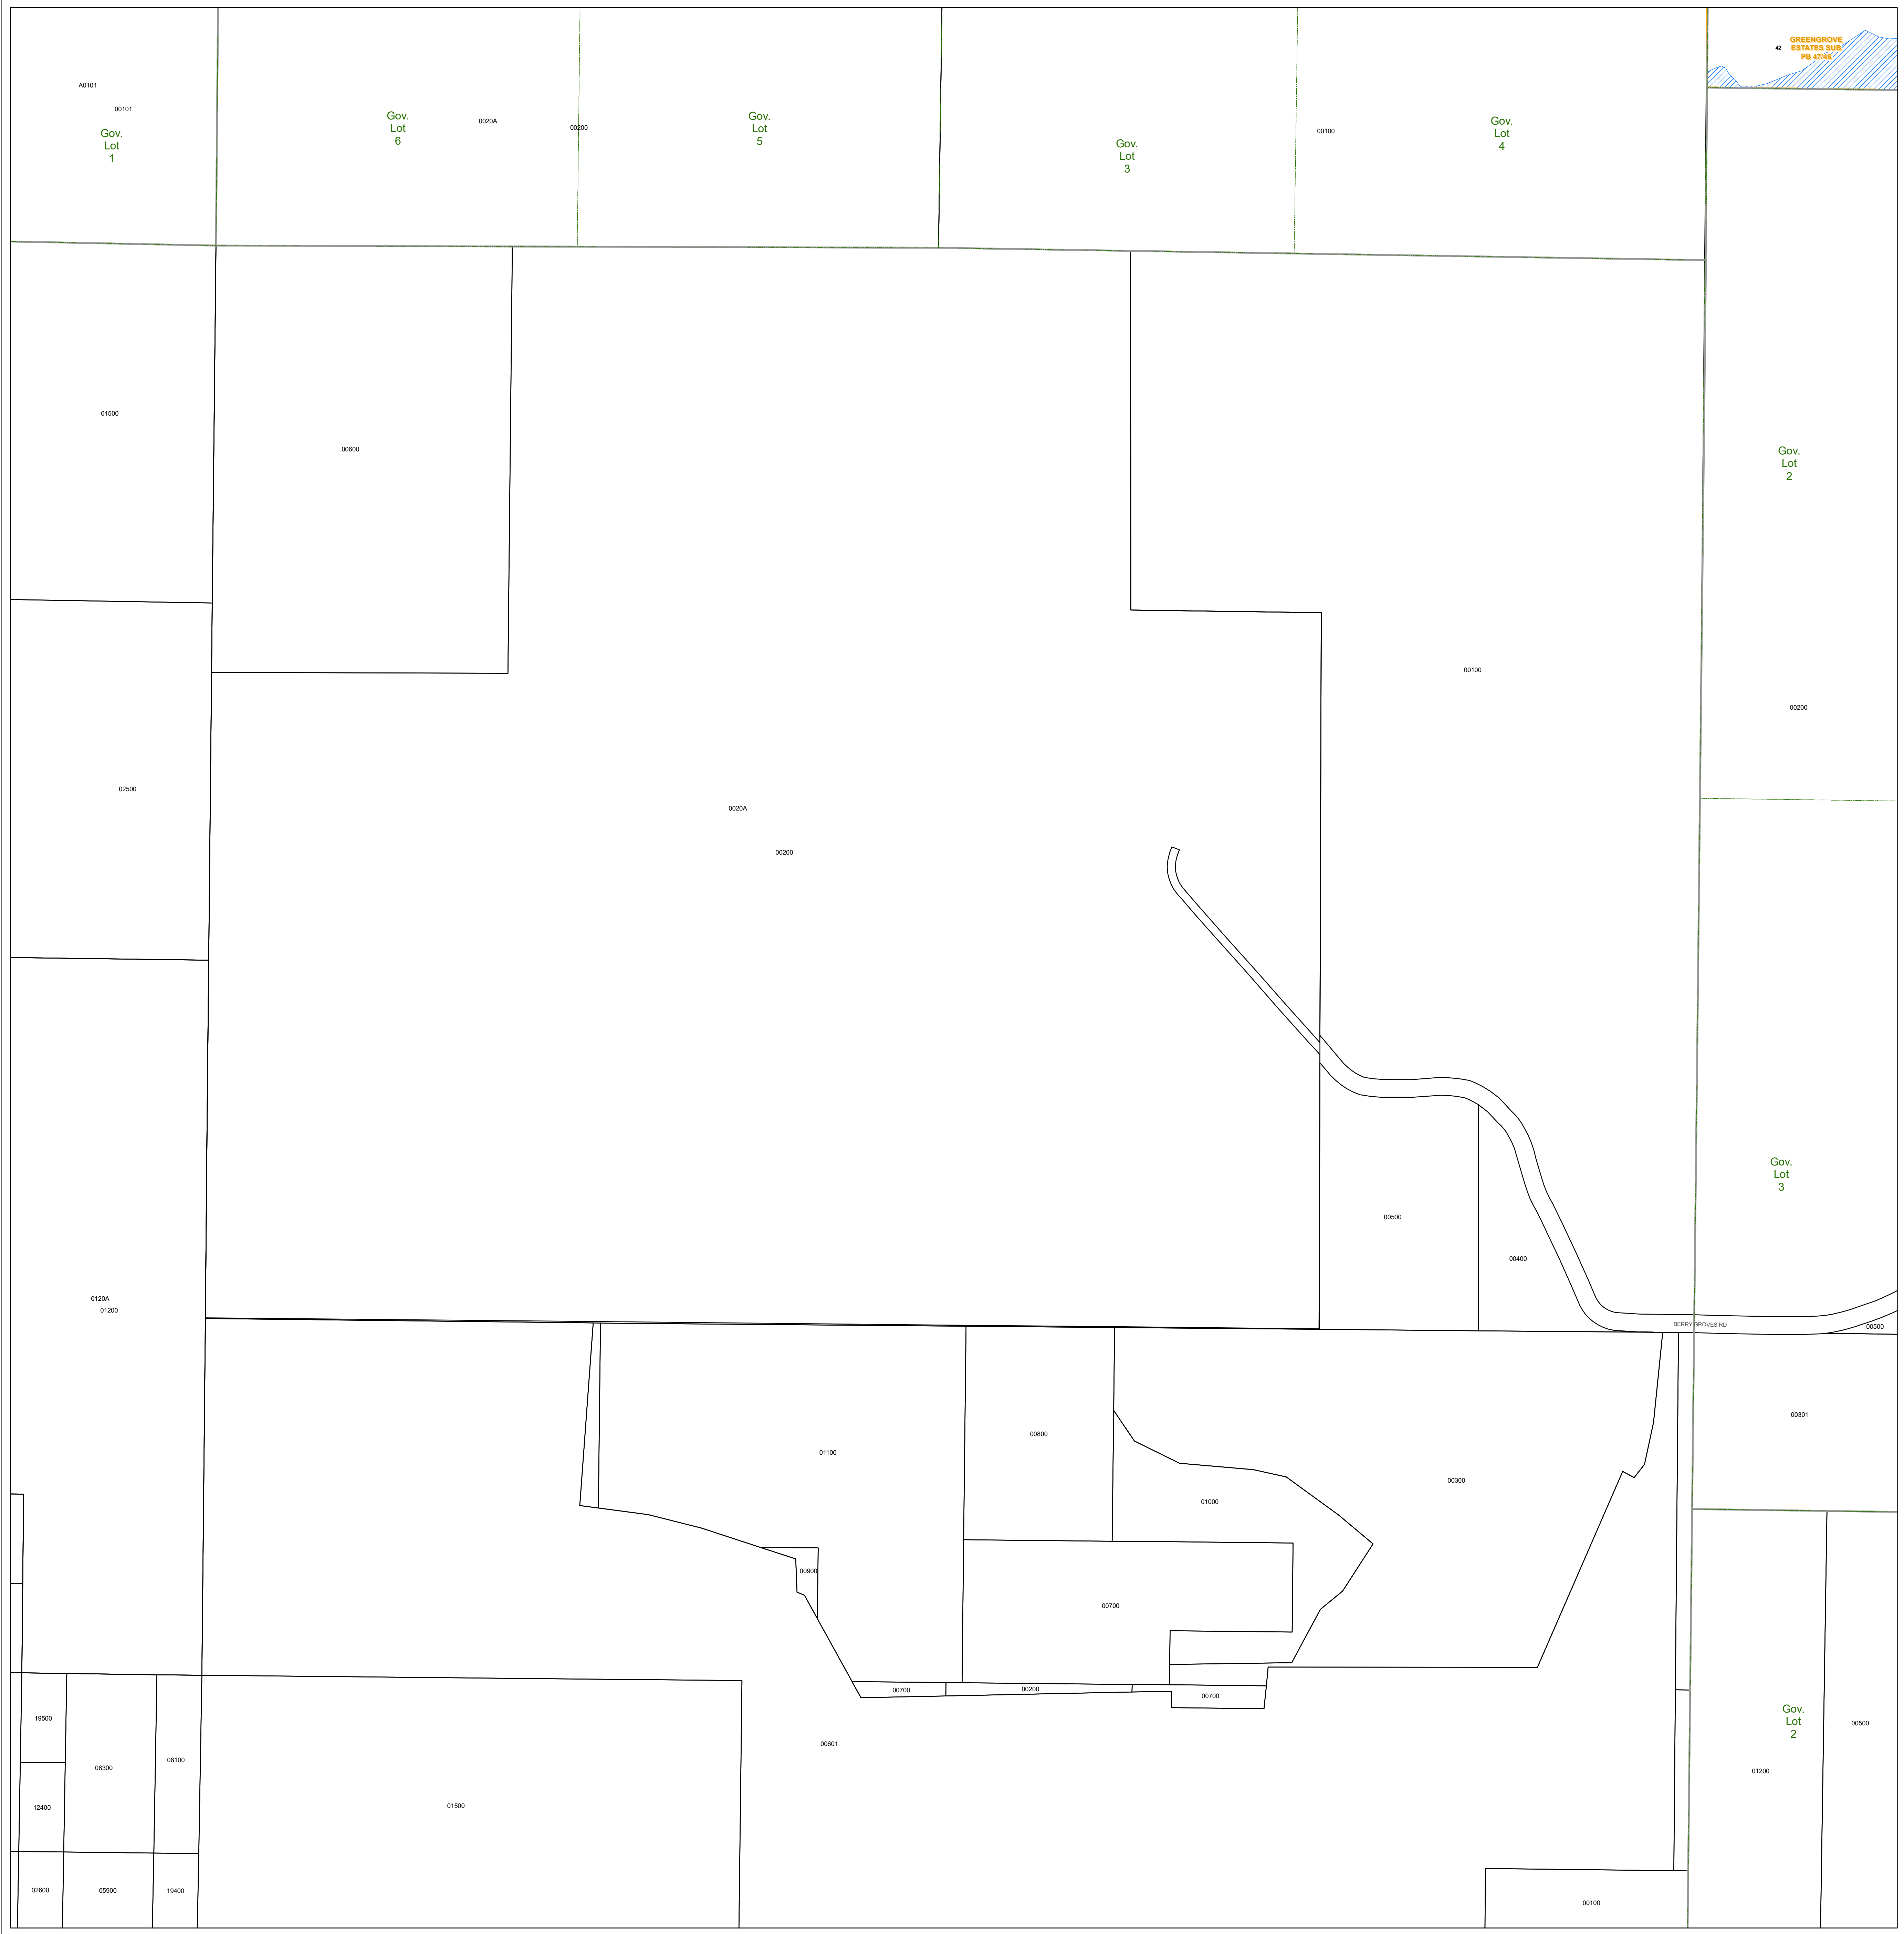 GREENGROVE
42 ESTATES SUB
PB 47/46
A0101
00101
Gov.
Lot
1
Gov.
Lot
6
0020A
00200
Gov.
Lot
5
Gov.
Lot
3
00100
Gov.
Lot
4
01500
00600
Gov.
Lot
2
00100
00200
02500
0020A
00200
Gov.
Lot
3
00500
00400
0120A
01200
BERRY GROVES RD
00500
00301
01100
00800
00300
01000
00900
00700
00700
00200
00700
19500
08300
08100
00601
Gov.
Lot
2
00500
01200
12400
01500
02600
05900
19400
00100